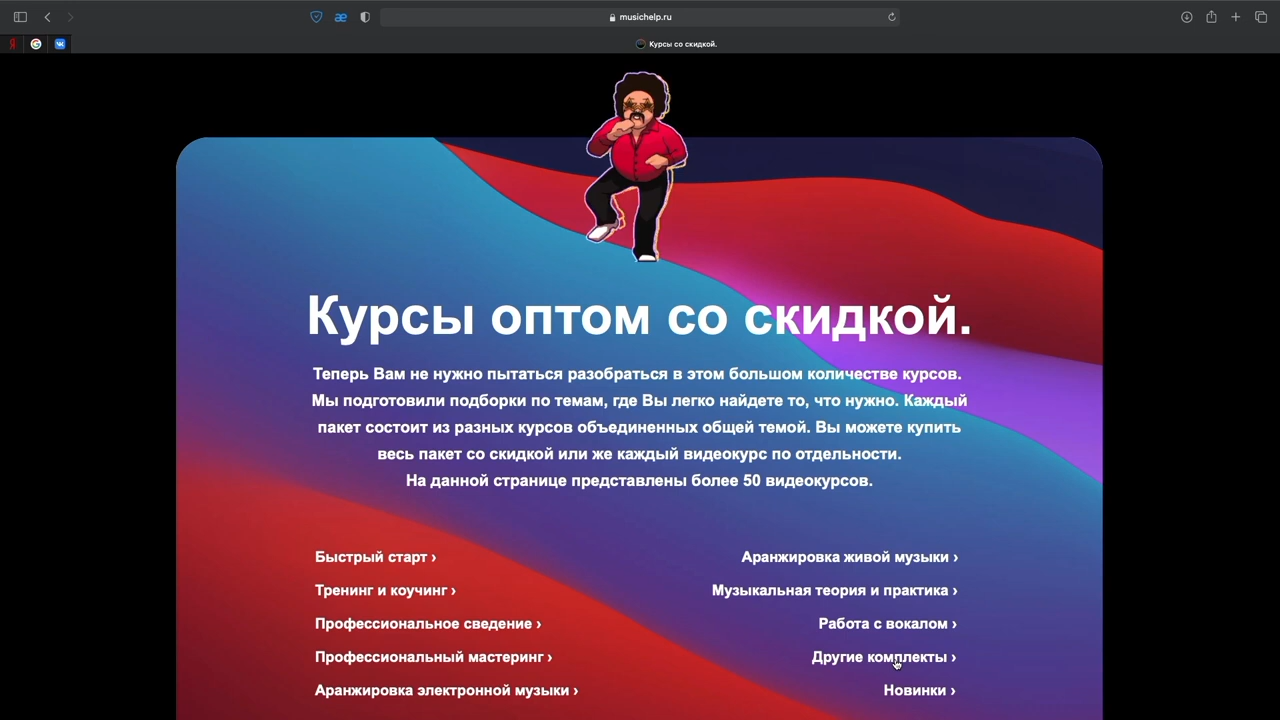 musichelp.ru
Курсы со скидкой.
Курсы оптом со скидкой.
Теперь Вам не нужно пытаться разобраться в этом большом количестве курсов.
Мы подготовили подборки по темам, где Вы легко найдете то, что нужно. Каждый
пакет состоит из разных курсов объединенных общей темой. Вы можете купить
весь пакет со скидкой или же каждый видеокурс по отдельности.
На данной странице представлены более 50 видеокурсов.
Быстрый старт ›
Тренинг и коучинг ›
Профессиональное сведение ›
Профессиональный мастеринг ›
Аранжировка электронной музыки ›
Аранжировка живой музыки ›
Музыкальная теория и практика ›
Работа с вокалом ›
Другие комплекты ›
Новинки ›